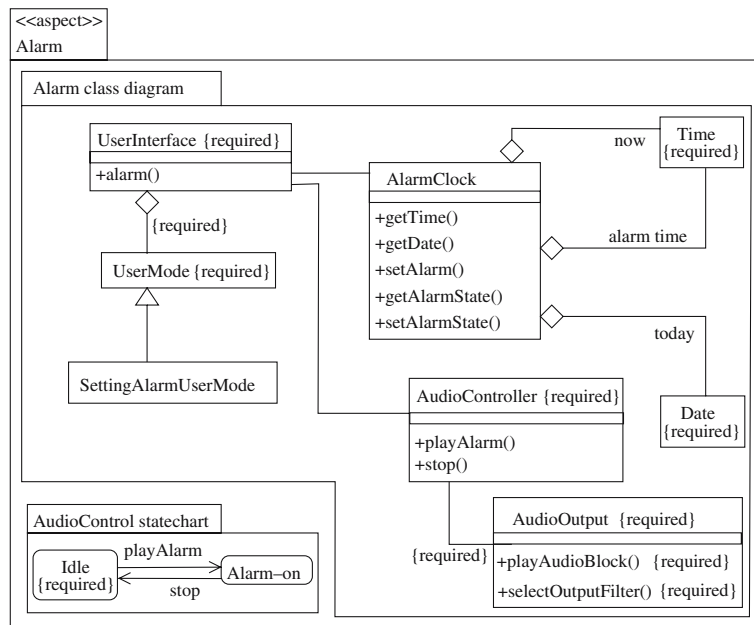 <<aspect>>
Alarm
Alarm class diagram
UserInterface {required}
+alarm()
{required}
UserMode {required}
SettingAlarmUserMode
AlarmClock
+getTime()
+getDate()
+setAlarm()
+getAlarmState()
+setAlarmState()
now
Time
{required}
alarm time
today
Date
{required}
AudioController {required}
+playAlarm()
+stop()
{required}
AudioOutput {required}
+playAudioBlock() {required}
+selectOutputFilter() {required}
AudioControl statechart
Idle
{required}
playAlarm
stop
Alarm–on